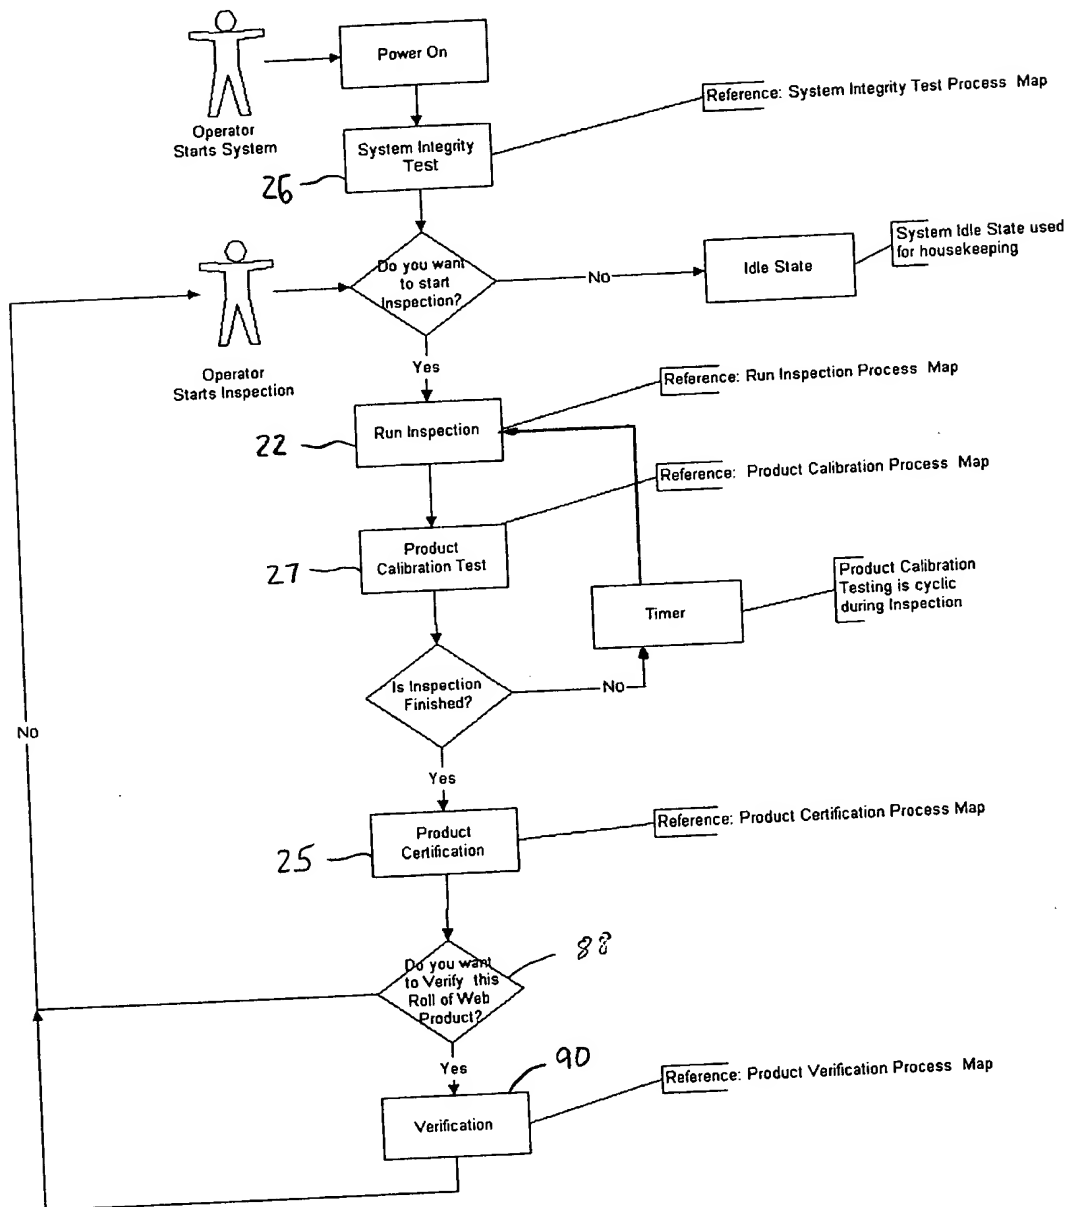 Power On
Operator
Starts System
Reference: System Integrity Test Process Map
System Integrity
Test
26
Do you want
to start
Inspection?
No
Idle State
System Idle State used
for housekeeping
Operator
Starts Inspection
Yes
Reference: Run Inspection Process Map
Run Inspection
22
Reference: Product Calibration Process Map
Product
Calibration Test
27
Timer
Product Calibration
Testing is cyclic
during Inspection
Is Inspection
Finished?
No
No
Yes
Product
Certification
25
Reference: Product Certification Process Map
Do you want
to Verify this
Roll of Web
Product?
88
Yes
90
Verification
Reference: Product Verification Process Map